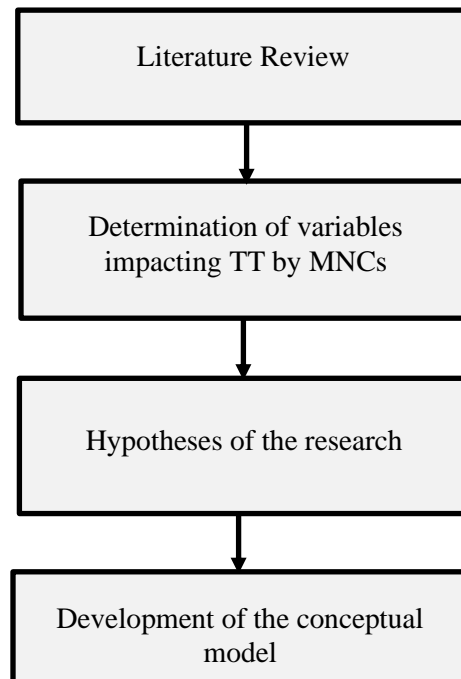 Literature Review
Determination of variables
impacting TT by MNCs
Hypotheses of the research
Development of the conceptual
model